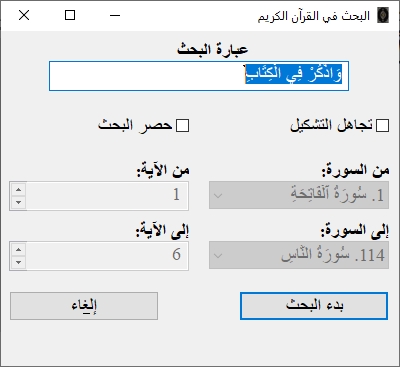 البحث في القرآن الكريم
عبارة البحث
وَاذْكُرْ فِي الْكِتَابِ
تجاهل التشكيل
حصر البحث
من السورة:
من الآية:
1. سُورَةُ ٱلْفَاتِحَةِ
1
إلى السورة:
إلى الآية:
114. سُورَةُ النَّاسِ
6
بدء البحث
إلغاء